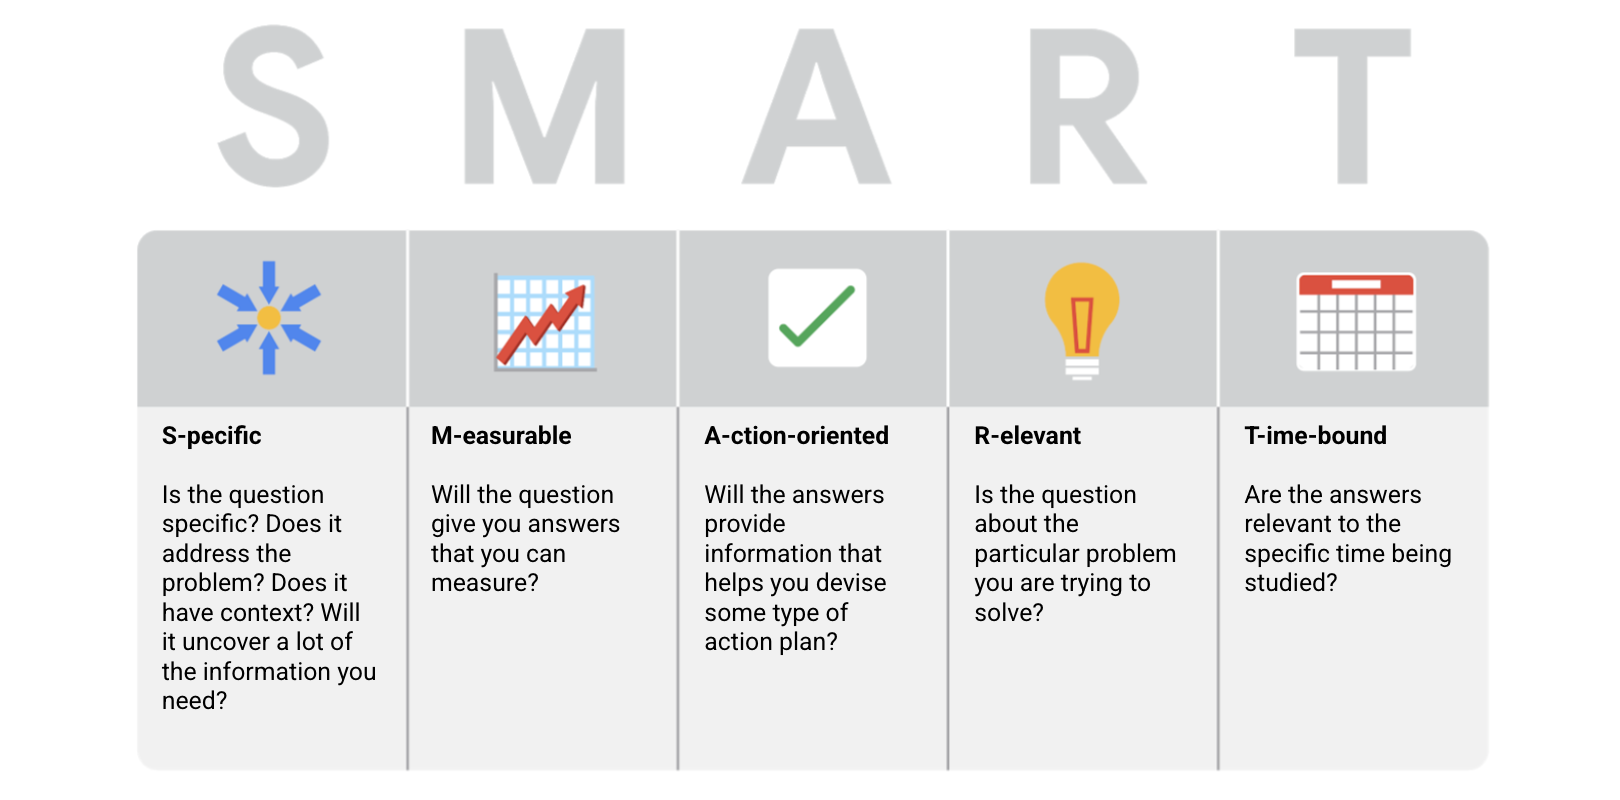 S M A R T
S-pecific
Is the question
specific? Does it
address the
problem? Does it
have context? Will
it uncover a lot of
the information you
need?
M-easurable
Will the question
give you answers
that you can
measure?
A-ction-oriented
Will the answers
provide
information that
helps you devise
some type of
action plan?
R-elevant
Is the question
about the
particular problem
you are trying to
solve?
T-ime-bound
Are the answers
relevant to the
specific time being
studied?